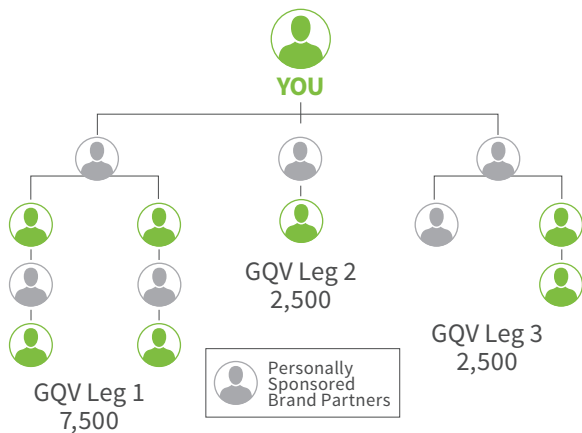 YOU
GQV Leg 2
2,500
GQV Leg 3
2,500
GQV Leg 1
7,500
Personally
Sponsored
Brand Partners